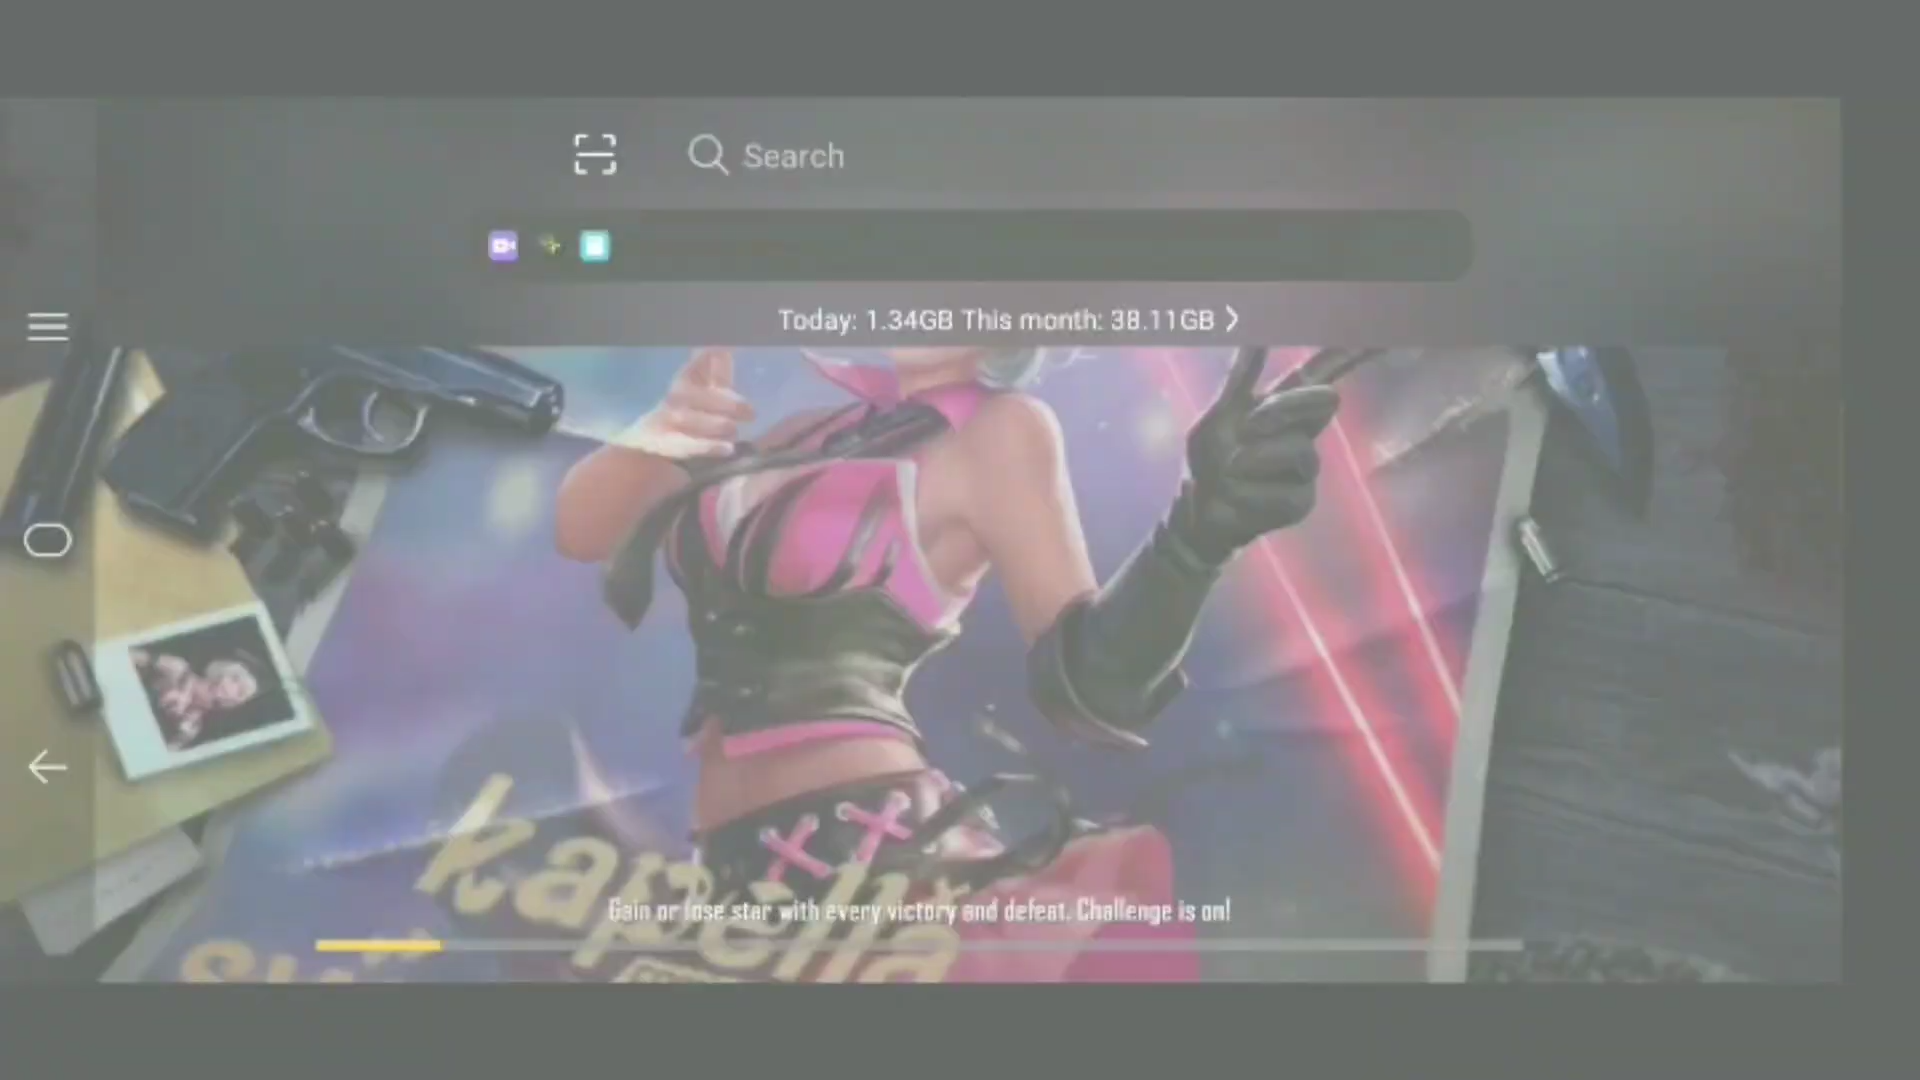 Search
Today: 1.34GB This month: 38.11GB
Kapella
Gain or lose star with every victory and defeat. Challenge is on!